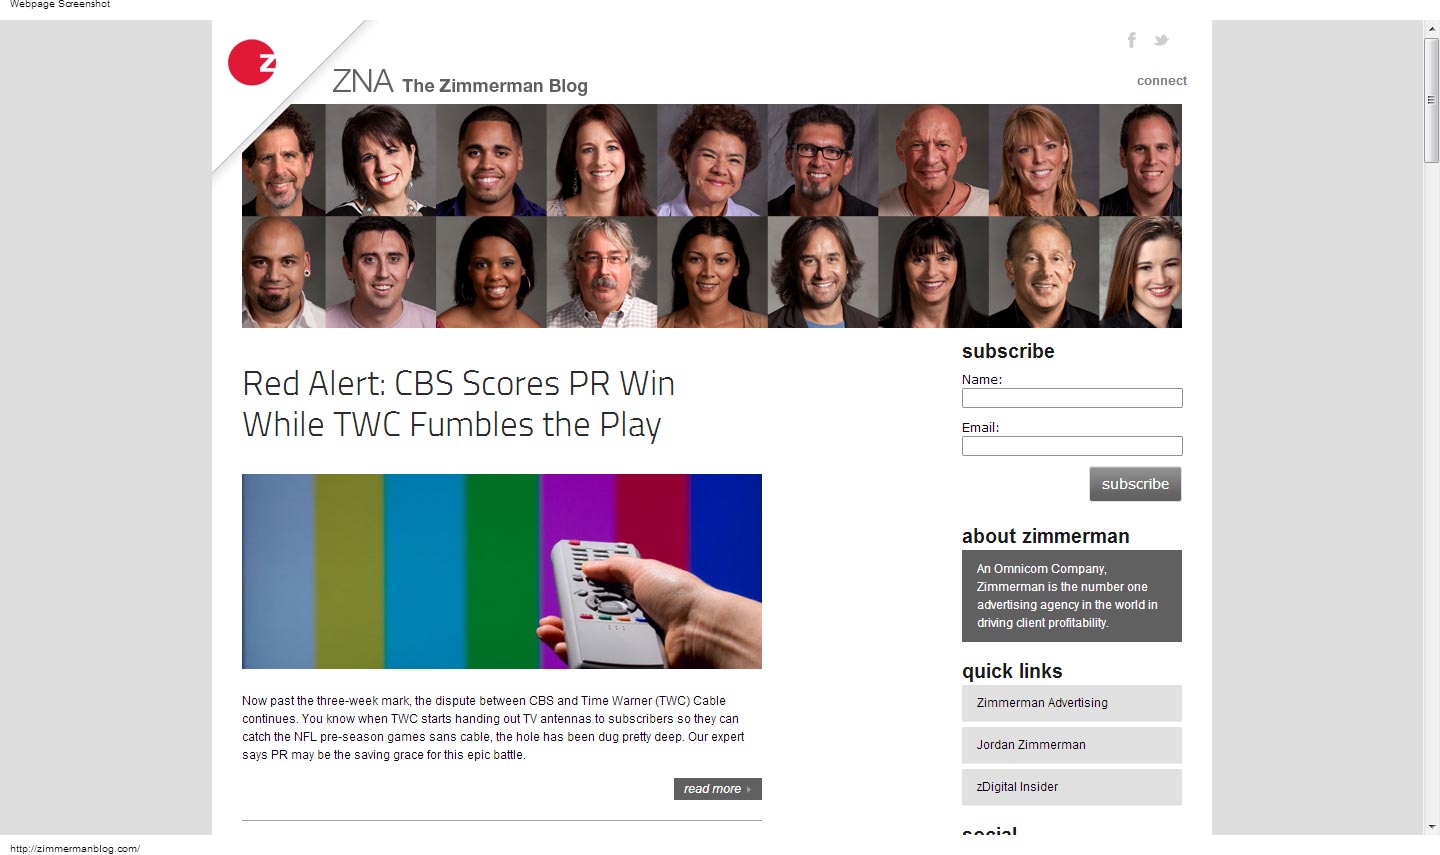 Webpage Screenshot
z
ZNA The Zimmerman Blog
connect
Red Alert: CBS Scores PR Win
While TWC Fumbles the Play
Now past the three-week mark, the dispute between CBS and Time Warner (TWC) Cable
continues. You know when TWC starts handing out TV antennas to subscribers so they can
catch the NFL pre-season games sans cable, the hole has been dug pretty deep. Our expert
says PR may be the saving grace for this epic battle.
read more
subscribe
Name:
Email:
subscribe
about zimmerman
An Omnicom Company,
Zimmerman is the number one
advertising agency in the world in
driving client profitability.
quick links
Zimmerman Advertising
Jordan Zimmerman
zDigital Insider
social
http://zimmermanblog.com/